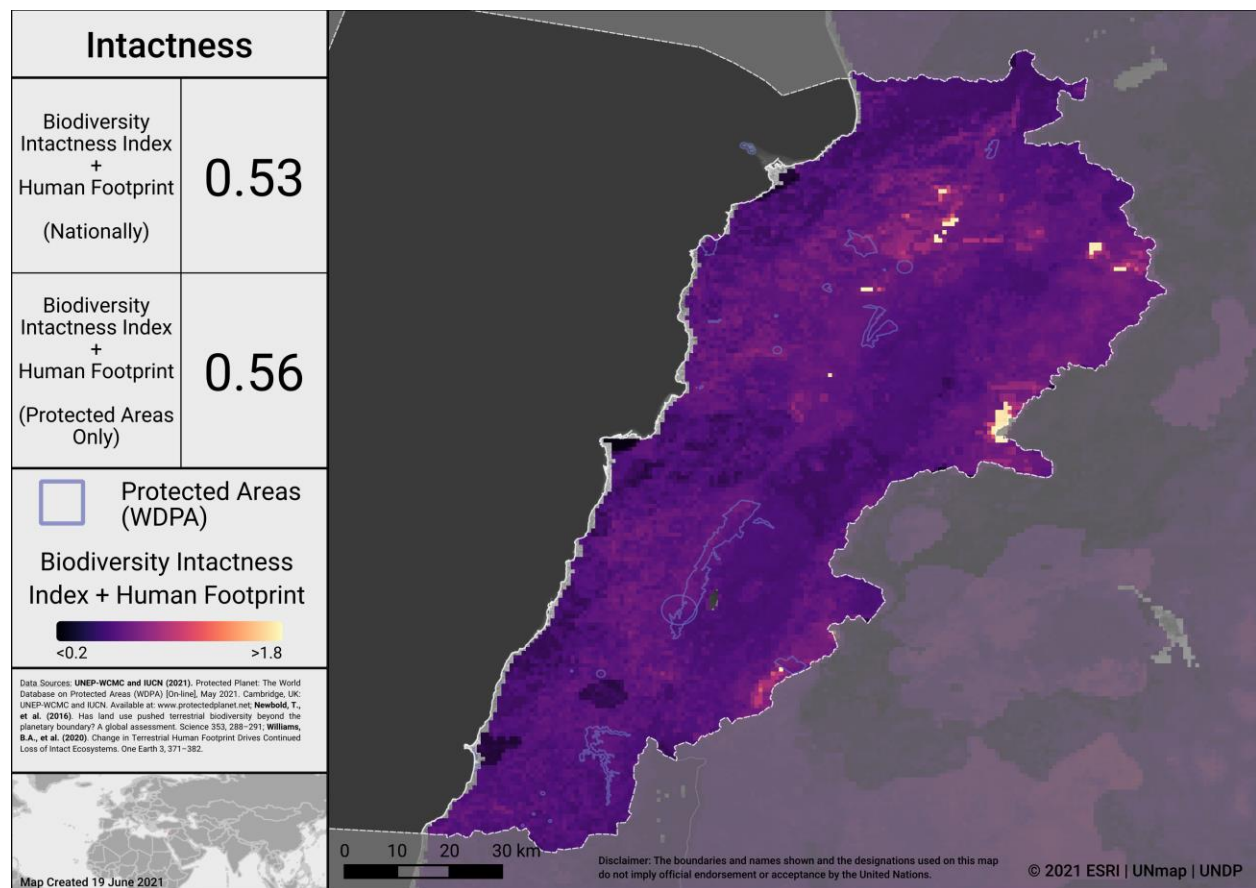 Intactness
Biodiversity
Intactness Index
+
Human Footprint
(Nationally)
0.53
Biodiversity
Intactness Index
+
Human Footprint
(Protected Areas
Only)
0.56
Protected Areas
(WDPA)
Biodiversity Intactness
Index + Human Footprint
<0.2 >1.8
Data Sources: UNEP-WCMC and IUCN (2021). Protected Planet: The World
Database on Protected Areas (WDPA) [On-line], May 2021. Cambridge, UK:
UNEP-WCMC and IUCN. Available at: www.protectedplanet.net; Newbold, T.,
et al. (2016). Has land use pushed terrestrial biodiversity beyond the
planetary boundary? A global assessment. Science 353, 288–291; Williams,
B.A., et al. (2020). Change in Terrestrial Human Footprint Drives Continued
Loss of Intact Ecosystems. One Earth 3, 371–382.
Map Created 19 June 2021
0 10 20 30 km
Disclaimer: The boundaries and names shown and the designations used on this map
do not imply official endorsement or acceptance by the United Nations.
© 2021 ESRI | UNmap | UNDP